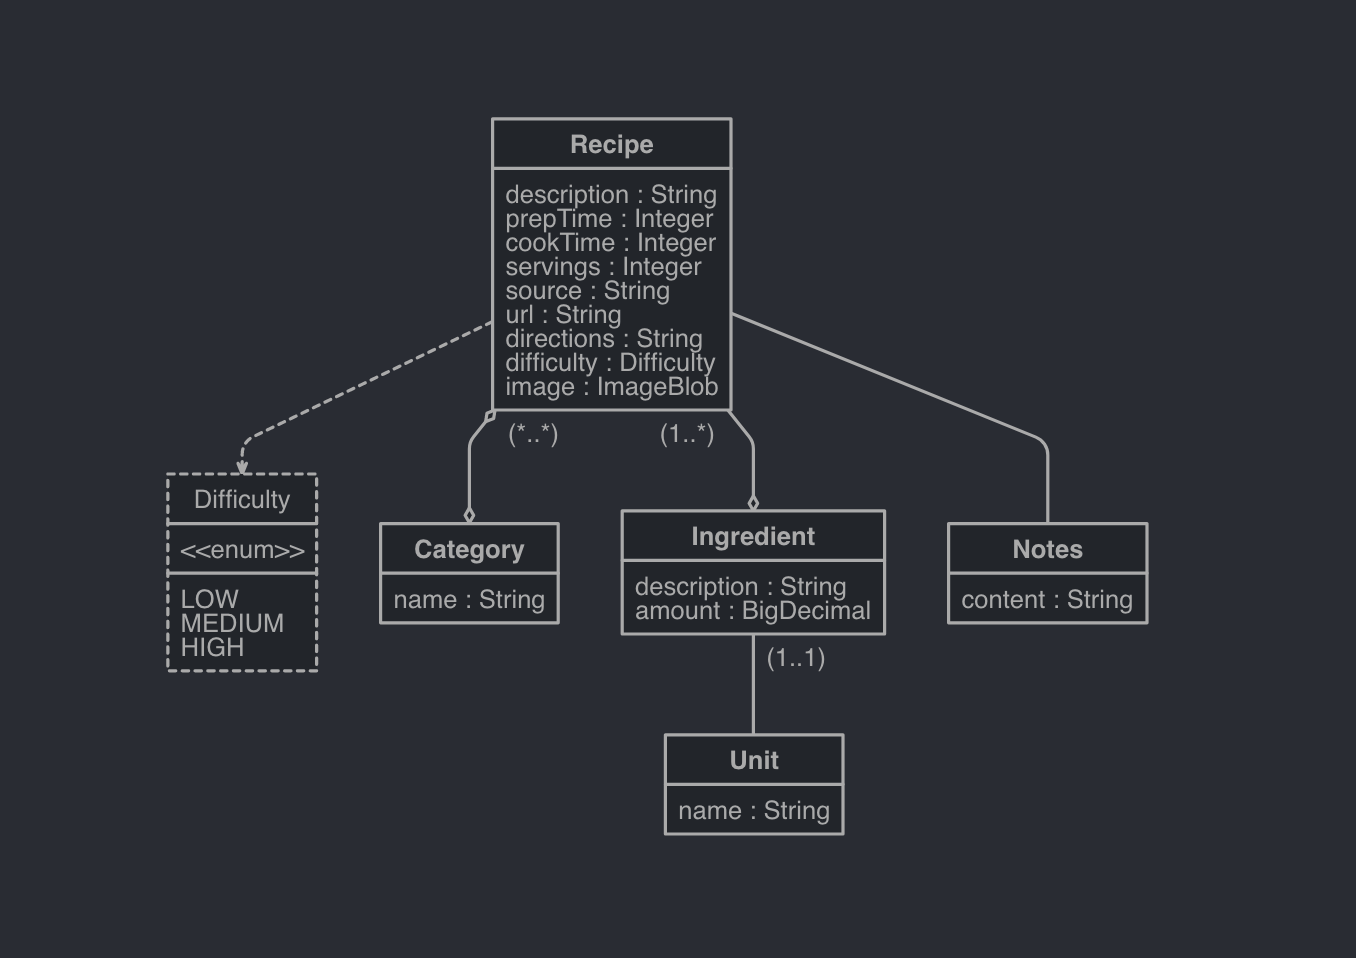 Recipe
description : String
prepTime : Integer
cookTime : Integer
servings : Integer
source : String
url : String
directions : String
difficulty : Difficulty
image : ImageBlob
(*..*)
(1..*)
Difficulty
<<enum>>
LOW
MEDIUM
HIGH
Category
name : String
Ingredient
description : String
amount : BigDecimal
Notes
content : String
(1..1)
Unit
name : String